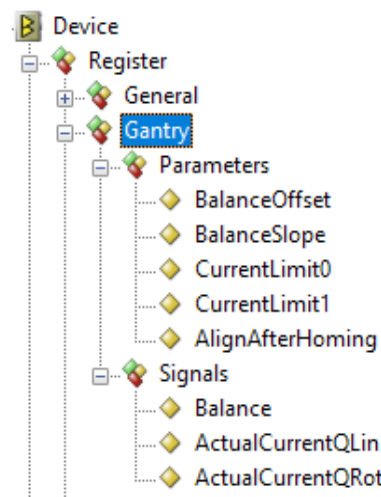 Device
Register
General
Gantry
Parameters
BalanceOffset
BalanceSlope
CurrentLimit0
CurrentLimit1
AlignAfterHoming
Signals
Balance
ActualCurrentQLin
ActualCurrentQRot